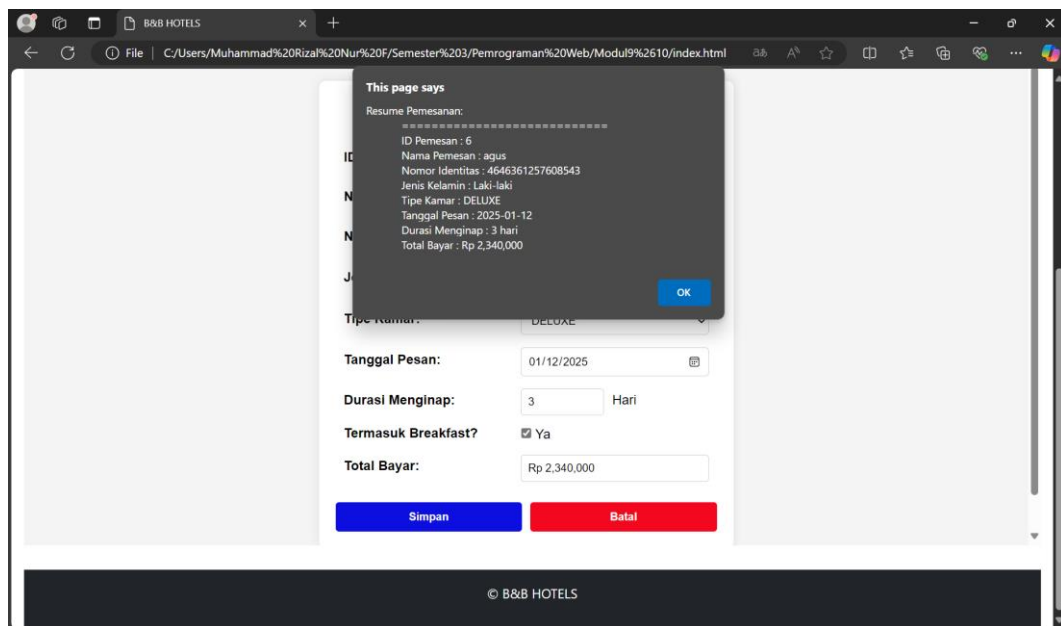 B&B HOTELS
File | C:/Users/Muhammad%20Rizal%20Nur%20F/Semester%203/Pemrograman%20Web/Modul9%2610/index.html
This page says
Resume Pemesanan:
============================
ID Pemesan : 6
Nama Pemesan : agus
Nomor Identitas : 4646361257608543
Jenis Kelamin : Laki-laki
Tipe Kamar : DELUXE
Tanggal Pesan : 2025-01-12
Durasi Menginap : 3 hari
Total Bayar : Rp 2,340,000
OK
Tipe Kamar: DELUXE
Tanggal Pesan: 01/12/2025
Durasi Menginap: 3 Hari
Termasuk Breakfast? Ya
Total Bayar: Rp 2,340,000
Simpan Batal
© B&B HOTELS